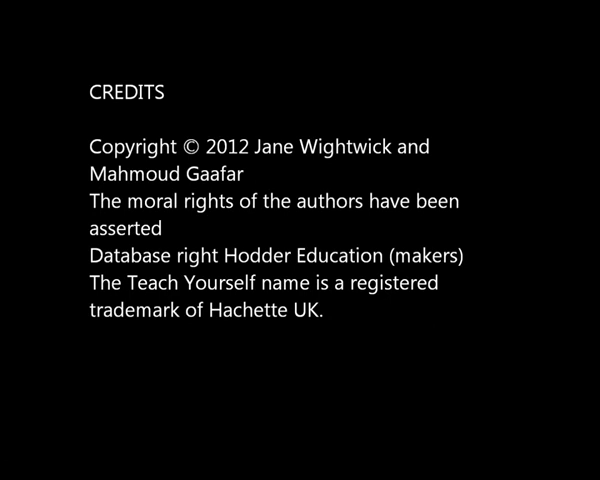 CREDITS
Copyright © 2012 Jane Wightwick and
Mahmoud Gaafar
The moral rights of the authors have been
asserted
Database right Hodder Education (makers)
The Teach Yourself name is a registered
trademark of Hachette UK.